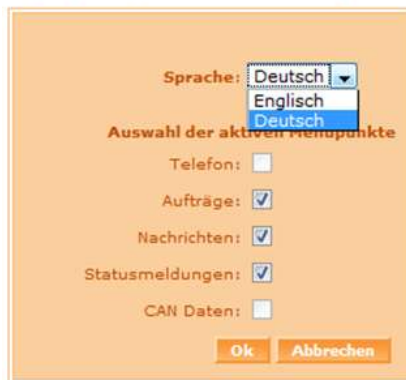 Sprache: Deutsch
Englisch
Deutsch
Auswahl der aktiven Menüpunkte
Telefon:
Aufträge:
Nachrichten:
Statusmeldungen:
CAN Daten:
Ok Abbrechen